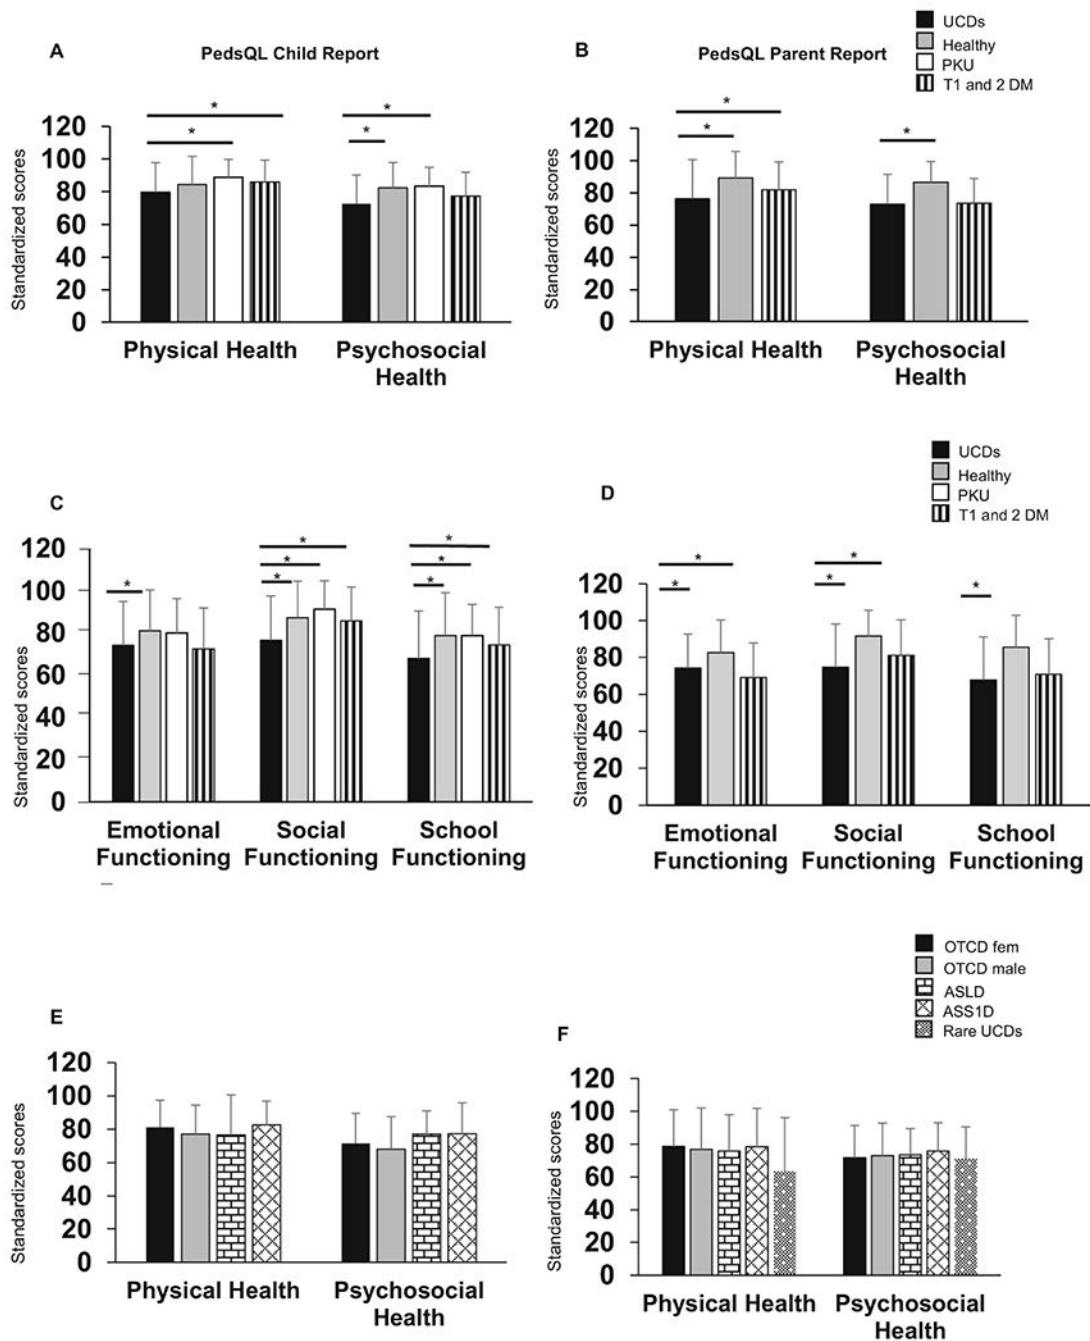 A
PedsQL Child Report
B
PedsQL Parent Report
UCDs
Healthy
PKU
T1 and 2 DM
Standardized scores
120
100
80
60
40
20
0
* * * *
Physical Health
Psychosocial Health
Standardized scores
120
100
80
60
40
20
0
* * *
Physical Health
Psychosocial Health
C
D
UCDs
Healthy
PKU
T1 and 2 DM
Standardized scores
120
100
80
60
40
20
0
* * * * * * *
Emotional Functioning
Social Functioning
School Functioning
Standardized scores
120
100
80
60
40
20
0
* * * * *
Emotional Functioning
Social Functioning
School Functioning
E
F
OTCD fem
OTCD male
ASLD
ASS1D
Rare UCDs
Standardized scores
120
100
80
60
40
20
0
Physical Health
Psychosocial Health
Standardized scores
120
100
80
60
40
20
0
Physical Health
Psychosocial Health